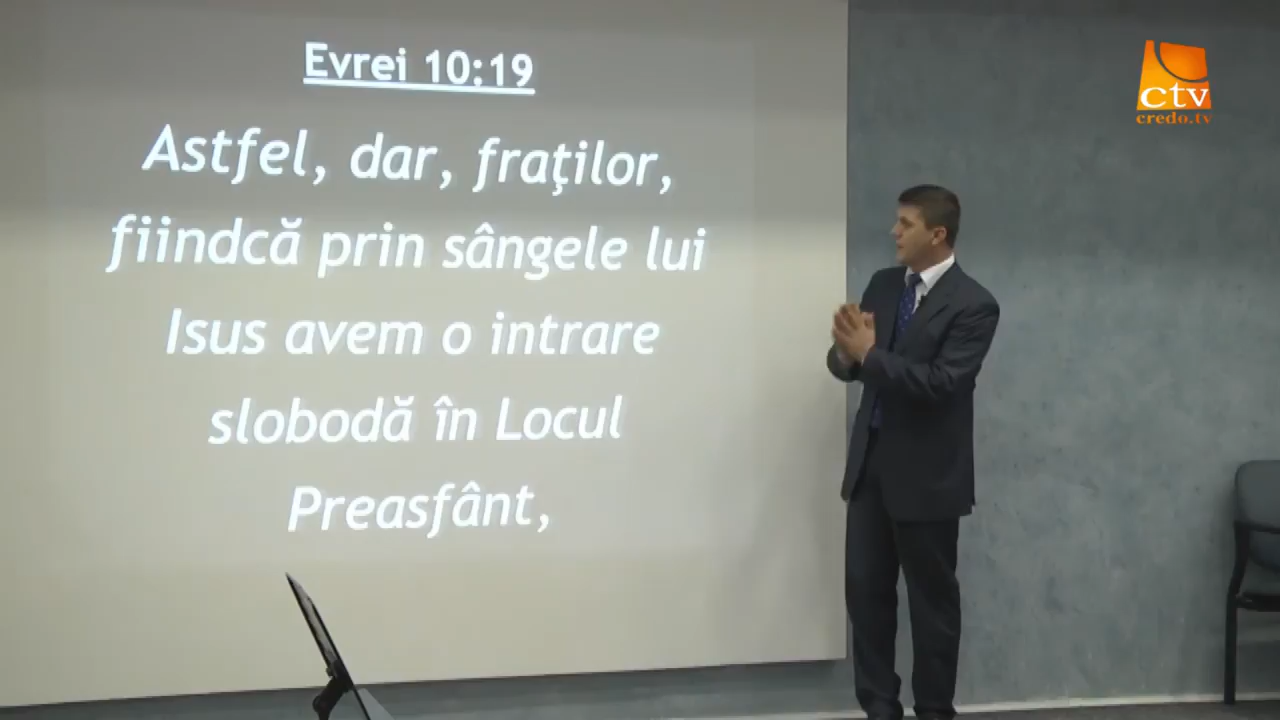 Evrei 10:19
Astfel, dar, fraţilor,
fiindcă prin sângele lui
Isus avem o intrare
slobodă în Locul
Preasfânt,
ctv
credo.tv